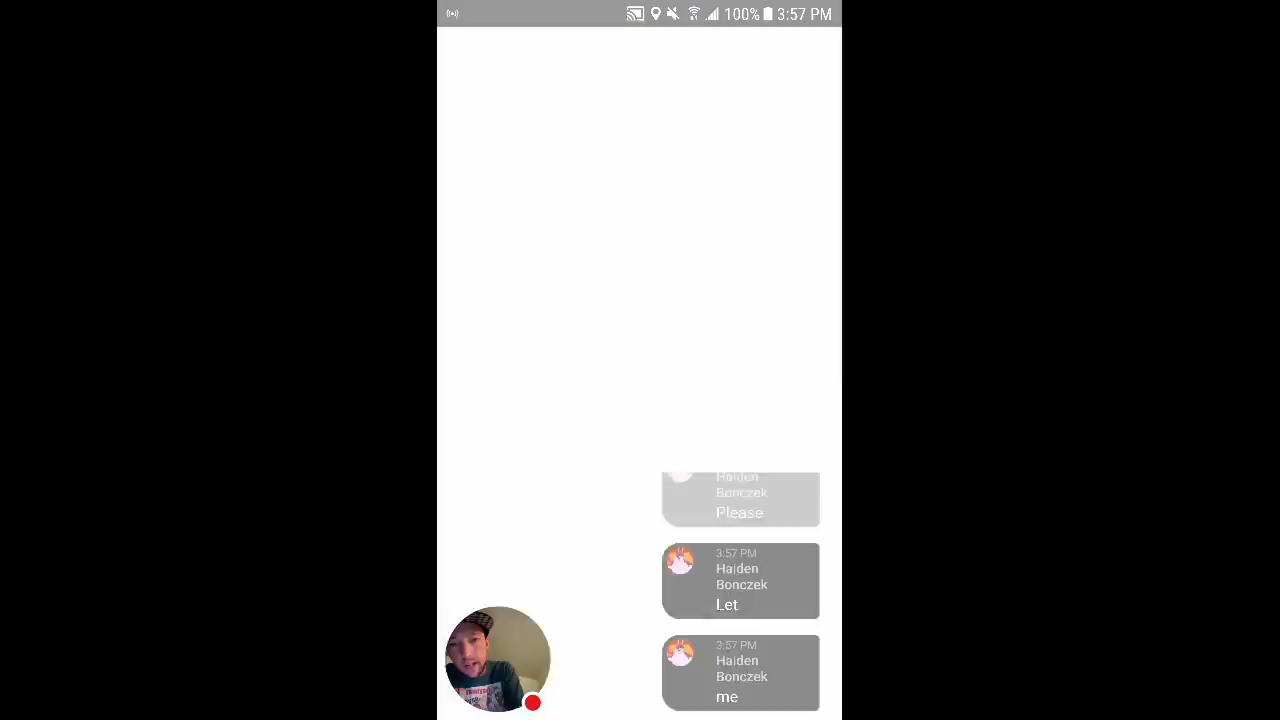 100% 3:57 PM
Haiden
Bonczek
Please
3:57 PM
Haiden
Bonczek
Let
3:57 PM
Haiden
Bonczek
me